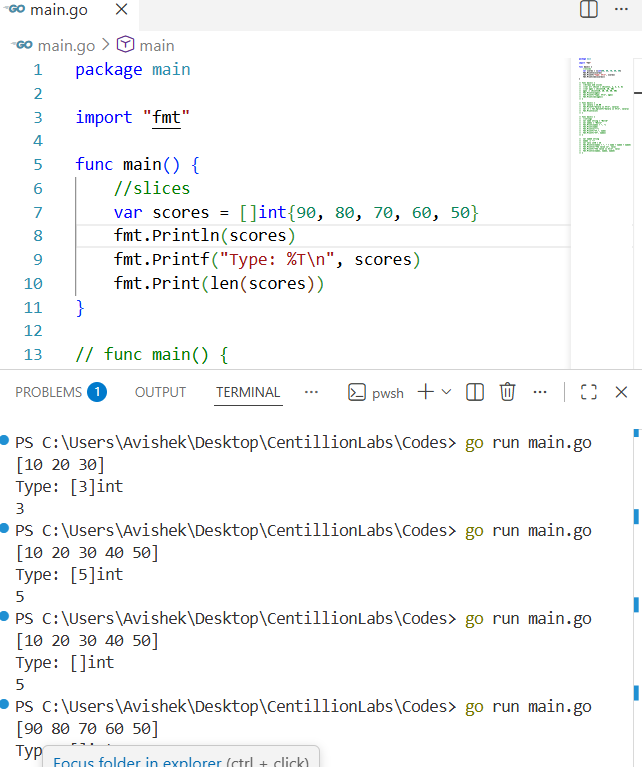 GO main.go ×
GO main.go > main
1 package main
2
3 import "fmt"
4
5 func main() {
6 //slices
7 var scores = []int{90, 80, 70, 60, 50}
8 fmt.Println(scores)
9 fmt.Printf("Type: %T\n", scores)
10 fmt.Print(len(scores))
11 }
12
13 // func main() {
PROBLEMS 1 OUTPUT TERMINAL ··· pwsh
PS C:\Users\Avishek\Desktop\CentillionLabs\Codes> go run main.go
[10 20 30]
Type: [3]int
3
PS C:\Users\Avishek\Desktop\CentillionLabs\Codes> go run main.go
[10 20 30 40 50]
Type: [5]int
5
PS C:\Users\Avishek\Desktop\CentillionLabs\Codes> go run main.go
[10 20 30 40 50]
Type: []int
5
PS C:\Users\Avishek\Desktop\CentillionLabs\Codes> go run main.go
[90 80 70 60 50]
Typ
Focus folder in explorer (ctrl + click)